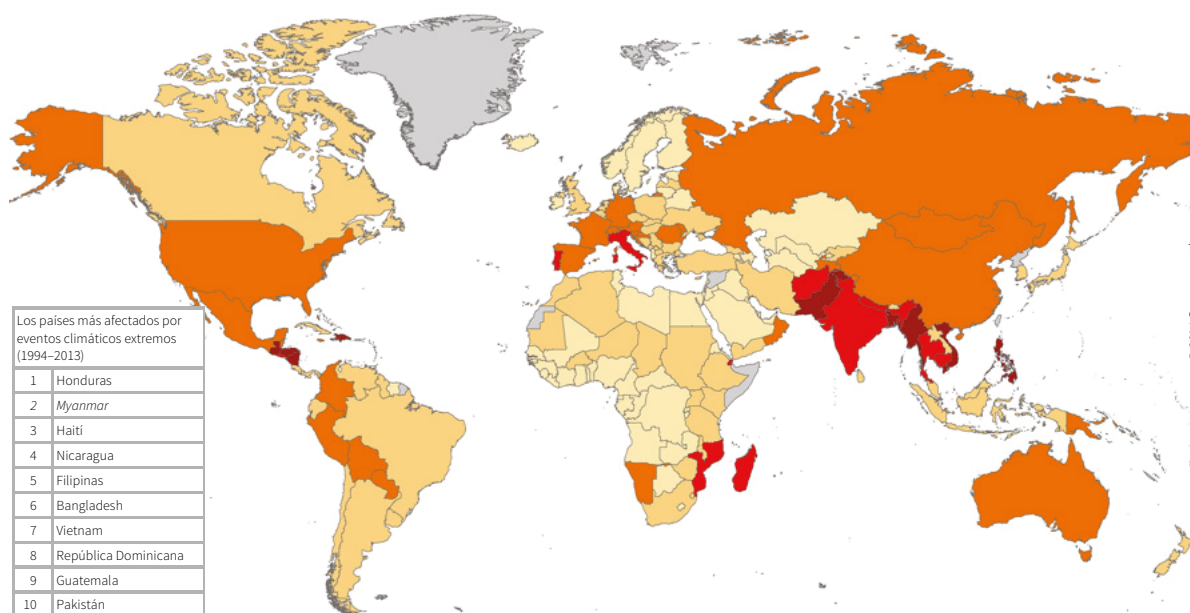 Los países más afectados por
eventos climáticos extremos
(1994–2013)
1 Honduras
2 Myanmar
3 Haití
4 Nicaragua
5 Filipinas
6 Bangladesh
7 Vietnam
8 República Dominicana
9 Guatemala
10 Pakistán